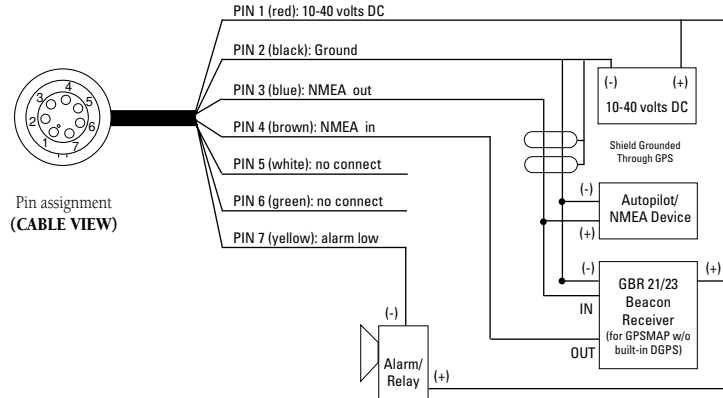 PIN 1 (red): 10-40 volts DC
PIN 2 (black): Ground
PIN 3 (blue): NMEA out
PIN 4 (brown): NMEA in
PIN 5 (white): no connect
PIN 6 (green): no connect
PIN 7 (yellow): alarm low
1
2
3
4
5
6
7
Pin assignment
(CABLE VIEW)
(-)
(+)
10-40 volts DC
Shield Grounded
Through GPS
(-)
(+)
Autopilot/
NMEA Device
(-)
(+)
IN
OUT
GBR 21/23
Beacon
Receiver
(for GPSMAP w/o
built-in DGPS)
(-)
(+)
Alarm/
Relay